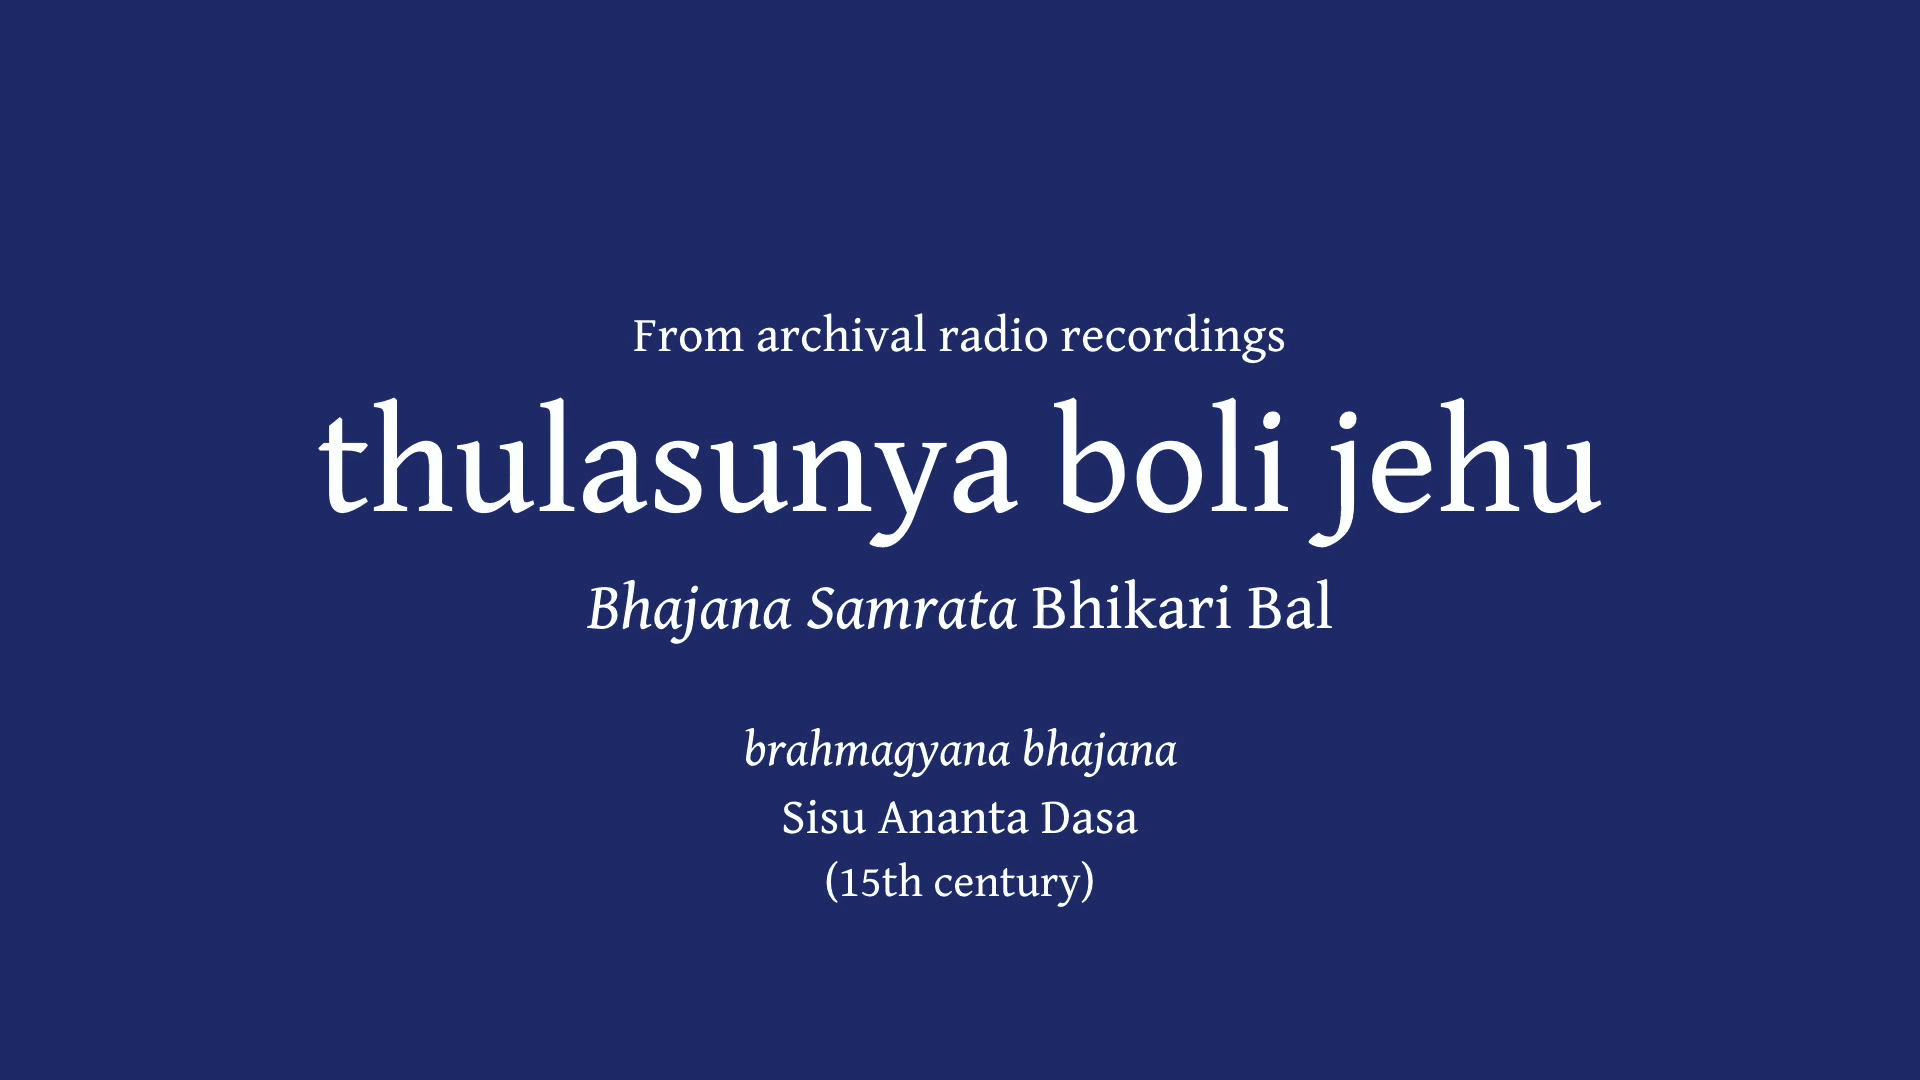 From archival radio recordings
thulasunya boli jehu
Bhajana Samrata Bhikari Bal
brahmagyana bhajana
Sisu Ananta Dasa
(15th century)